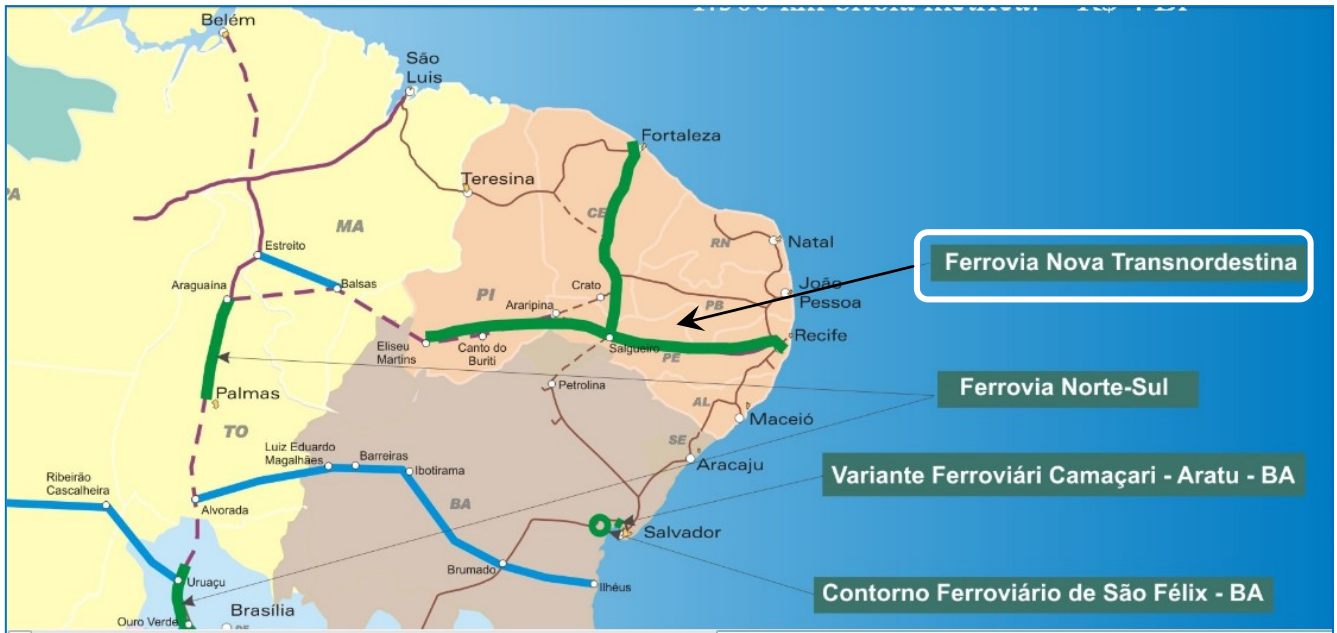 Belém
São
Luis
Fortaleza
Teresina
PA
CE
MA
RN
Natal
Ferrovia Nova Transnordestina
Estreito
Araguaina
Balsas
PI
Crato
Araripina
PB
João
Pessoa
Recife
Eliseu
Martins
Canto do
Buriti
Salgueiro
PE
Petrolina
Ferrovia Norte-Sul
Palmas
AL
Maceió
TO
SE
Aracaju
Luiz Eduardo
Magalhães
Barreiras
Ibotirama
Variante Ferroviári Camaçari - Aratu - BA
Ribeirão
Cascalheira
Alvorada
BA
Salvador
Brumado
Ilhéus
Uruaçu
Contorno Ferroviário de São Félix - BA
Brasília
Ouro Verde